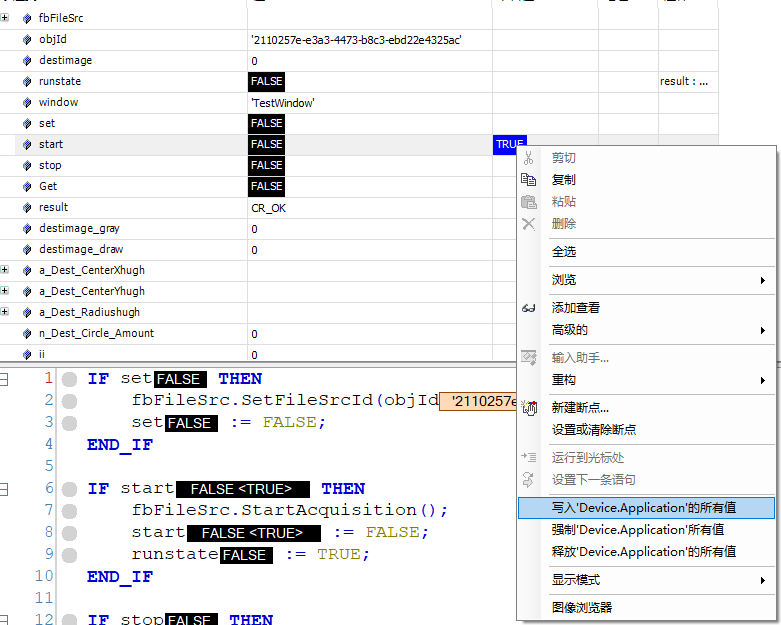 fbFileSrc
objId '2110257e-e3a3-4473-b8c3-ebd22e4325ac'
destimage 0
runstate FALSE result : ...
window 'TestWindow'
set FALSE
start FALSE TRUE
stop FALSE
Get FALSE
result CR_OK
destimage_gray 0
destimage_draw 0
a_Dest_CenterXhugh
a_Dest_CenterYhugh
a_Dest_Radiushugh
n_Dest_Circle_Amount 0
ii 0
1 IF set FALSE THEN
2 fbFileSrc.SetFileSrcId(objId '2110257e
3 set FALSE := FALSE;
4 END_IF
5
6 IF start FALSE <TRUE> THEN
7 fbFileSrc.StartAcquisition();
8 start FALSE <TRUE> := FALSE;
9 runstate FALSE := TRUE;
10 END_IF
11
12 IF stop FALSE THEN
剪切
复制
粘贴
删除
全选
浏览
添加查看
高级的
输入助手...
重构
新建断点...
设置或清除断点
运行到光标处
设置下一条语句
写入'Device.Application'的所有值
强制'Device.Application'所有值
释放'Device.Application'的所有值
显示模式
图像浏览器